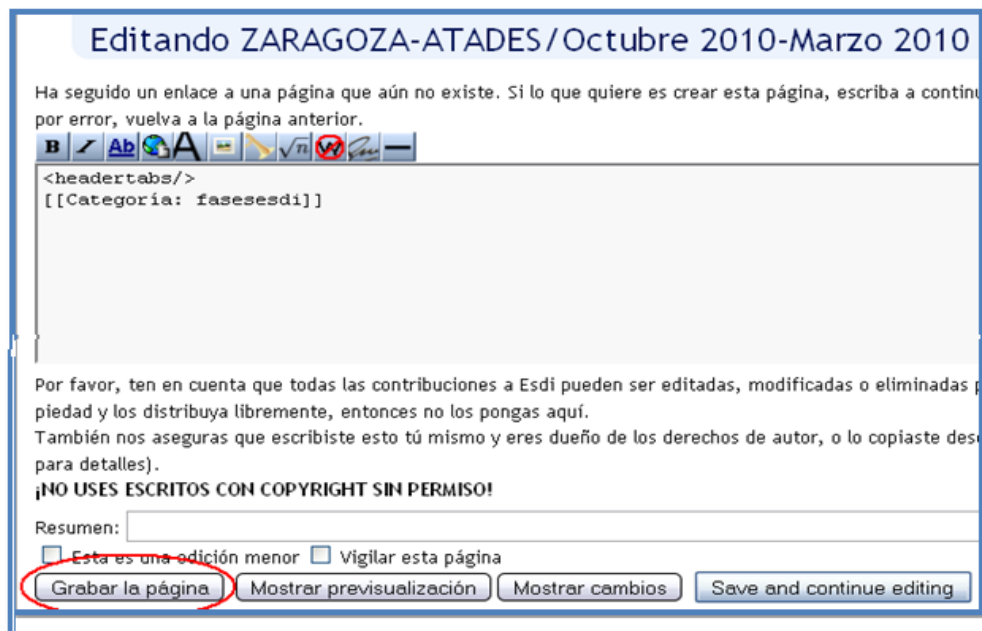 Editando ZARAGOZA-ATADES/Octubre 2010-Marzo 2010
Ha seguido un enlace a una página que aún no existe. Si lo que quiere es crear esta página, escriba a continu
por error, vuelva a la página anterior.
B I Ab A √n W
<headertabs/>
[[Categoría: fasesesdi]]
Por favor, ten en cuenta que todas las contribuciones a Esdi pueden ser editadas, modificadas o eliminadas p
piedad y los distribuya libremente, entonces no los pongas aquí.
También nos aseguras que escribiste esto tú mismo y eres dueño de los derechos de autor, o lo copiaste des
para detalles).
¡NO USES ESCRITOS CON COPYRIGHT SIN PERMISO!
Resumen:
Esta es una edición menor Vigilar esta página
Grabar la página Mostrar previsualización Mostrar cambios Save and continue editing